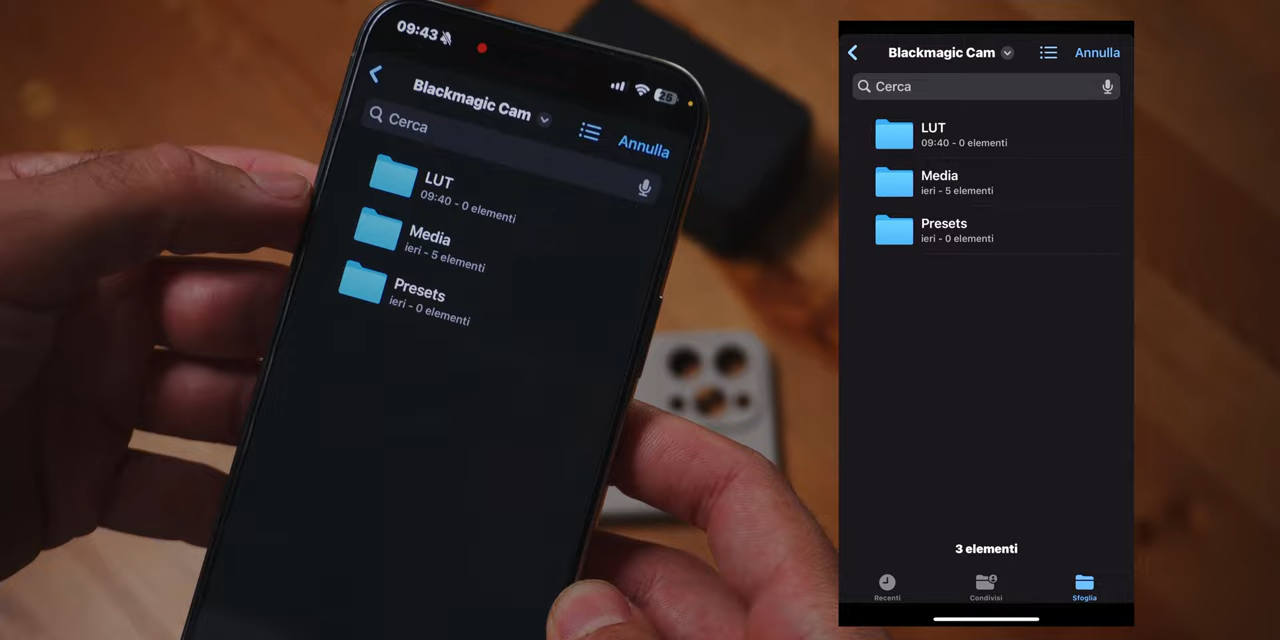 09:43
25
Blackmagic Cam
Annulla
Cerca
LUT
09:40 - 0 elementi
Media
ieri - 5 elementi
Presets
ieri - 0 elementi
Blackmagic Cam
Annulla
Cerca
LUT
09:40 - 0 elementi
Media
ieri - 5 elementi
Presets
ieri - 0 elementi
3 elementi
Recenti
Condivisi
Sfoglia